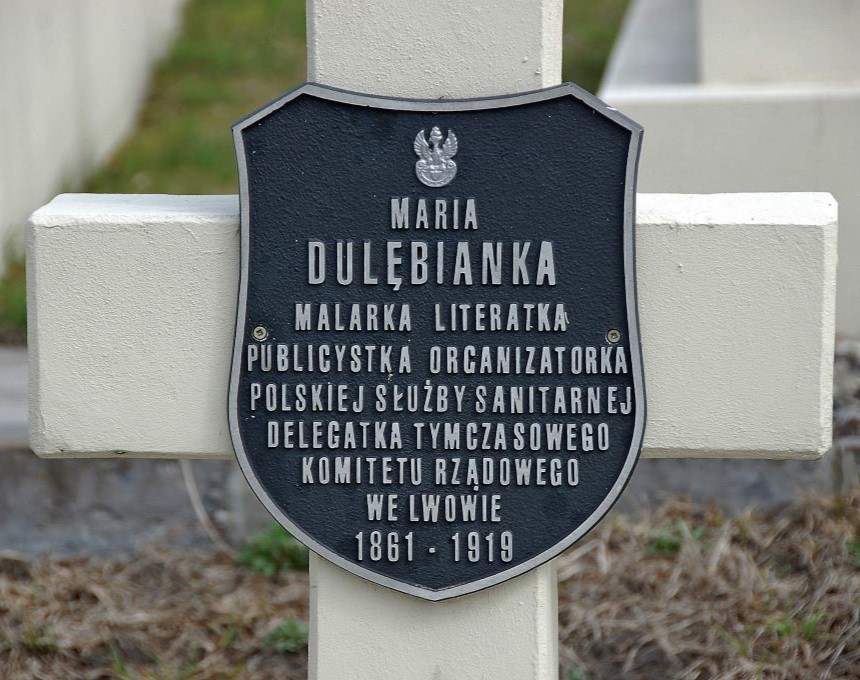 MARIA
DULĘBIANKA
MALARKA LITERATKA
PUBLICYSTKA ORGANIZATORKA
POLSKIEJ SŁUŻBY SANITARNEJ
DELEGATKA TYMCZASOWEGO
KOMITETU RZĄDOWEGO
WE LWOWIE
1861 - 1919